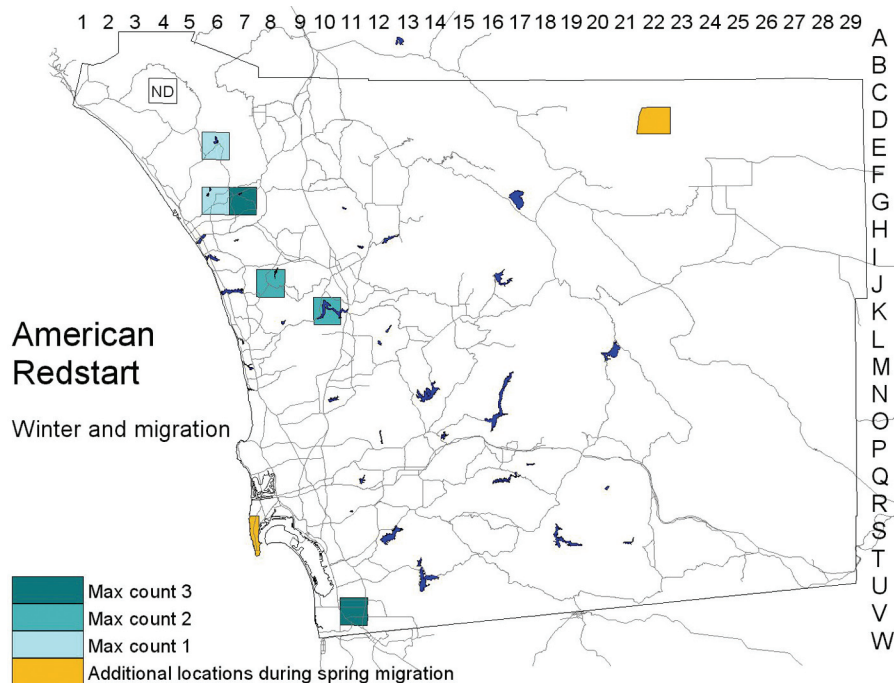 1 2 3 4 5 6 7 8 9 10 11 12 13 14 15 16 17 18 19 20 21 22 23 24 25 26 27 28 29
A
B
C
D
E
F
G
H
I
J
K
L
M
N
O
P
Q
R
S
T
U
V
W
ND
American
Redstart
Winter and migration
Max count 3
Max count 2
Max count 1
Additional locations during spring migration